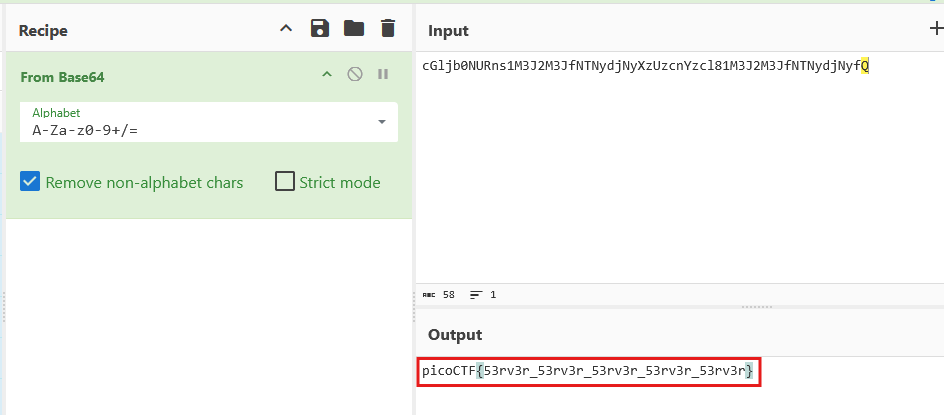 Recipe
From Base64
Alphabet
A-Za-z0-9+/=
Remove non-alphabet chars
Strict mode
Input
cGljb0NURns1M3J2M3JfNTNydjNyXzUzcnYzcl81M3J2M3JfNTNydjNyfQ
ABC 58 1
Output
picoCTF{53rv3r_53rv3r_53rv3r_53rv3r_53rv3r}